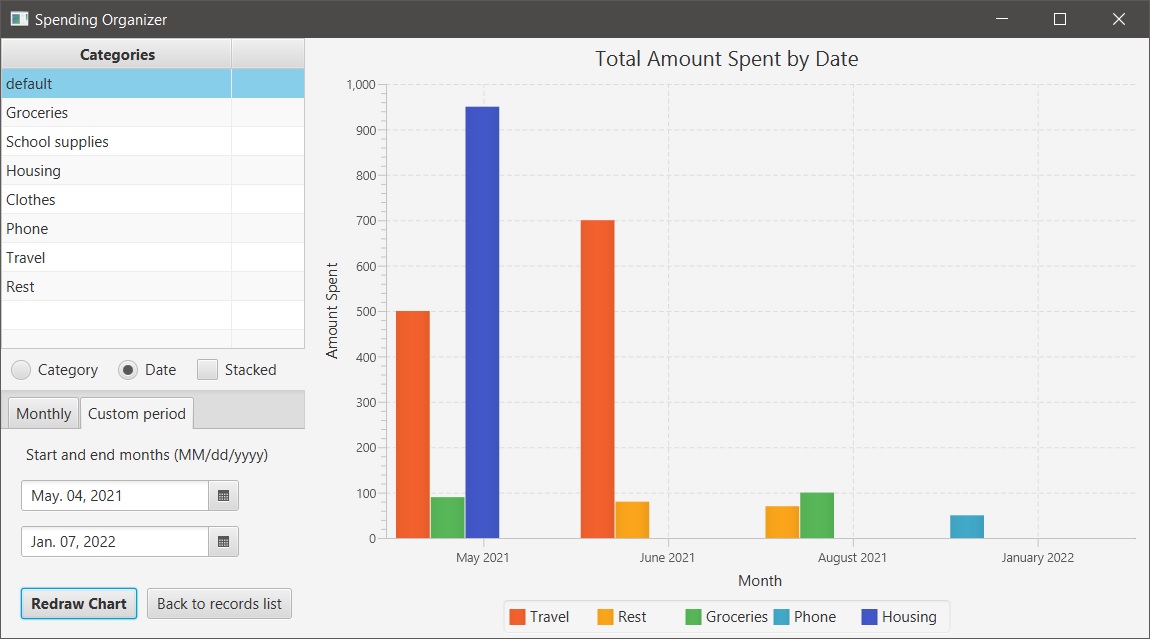 Spending Organizer
Categories
default
Groceries
School supplies
Housing
Clothes
Phone
Travel
Rest
Category Date Stacked
Monthly Custom period
Start and end months (MM/dd/yyyy)
May. 04, 2021
Jan. 07, 2022
Redraw Chart Back to records list
Total Amount Spent by Date
Amount Spent
1,000
900
800
700
600
500
400
300
200
100
0
May 2021 June 2021 August 2021 January 2022
Month
Travel Rest Groceries Phone Housing